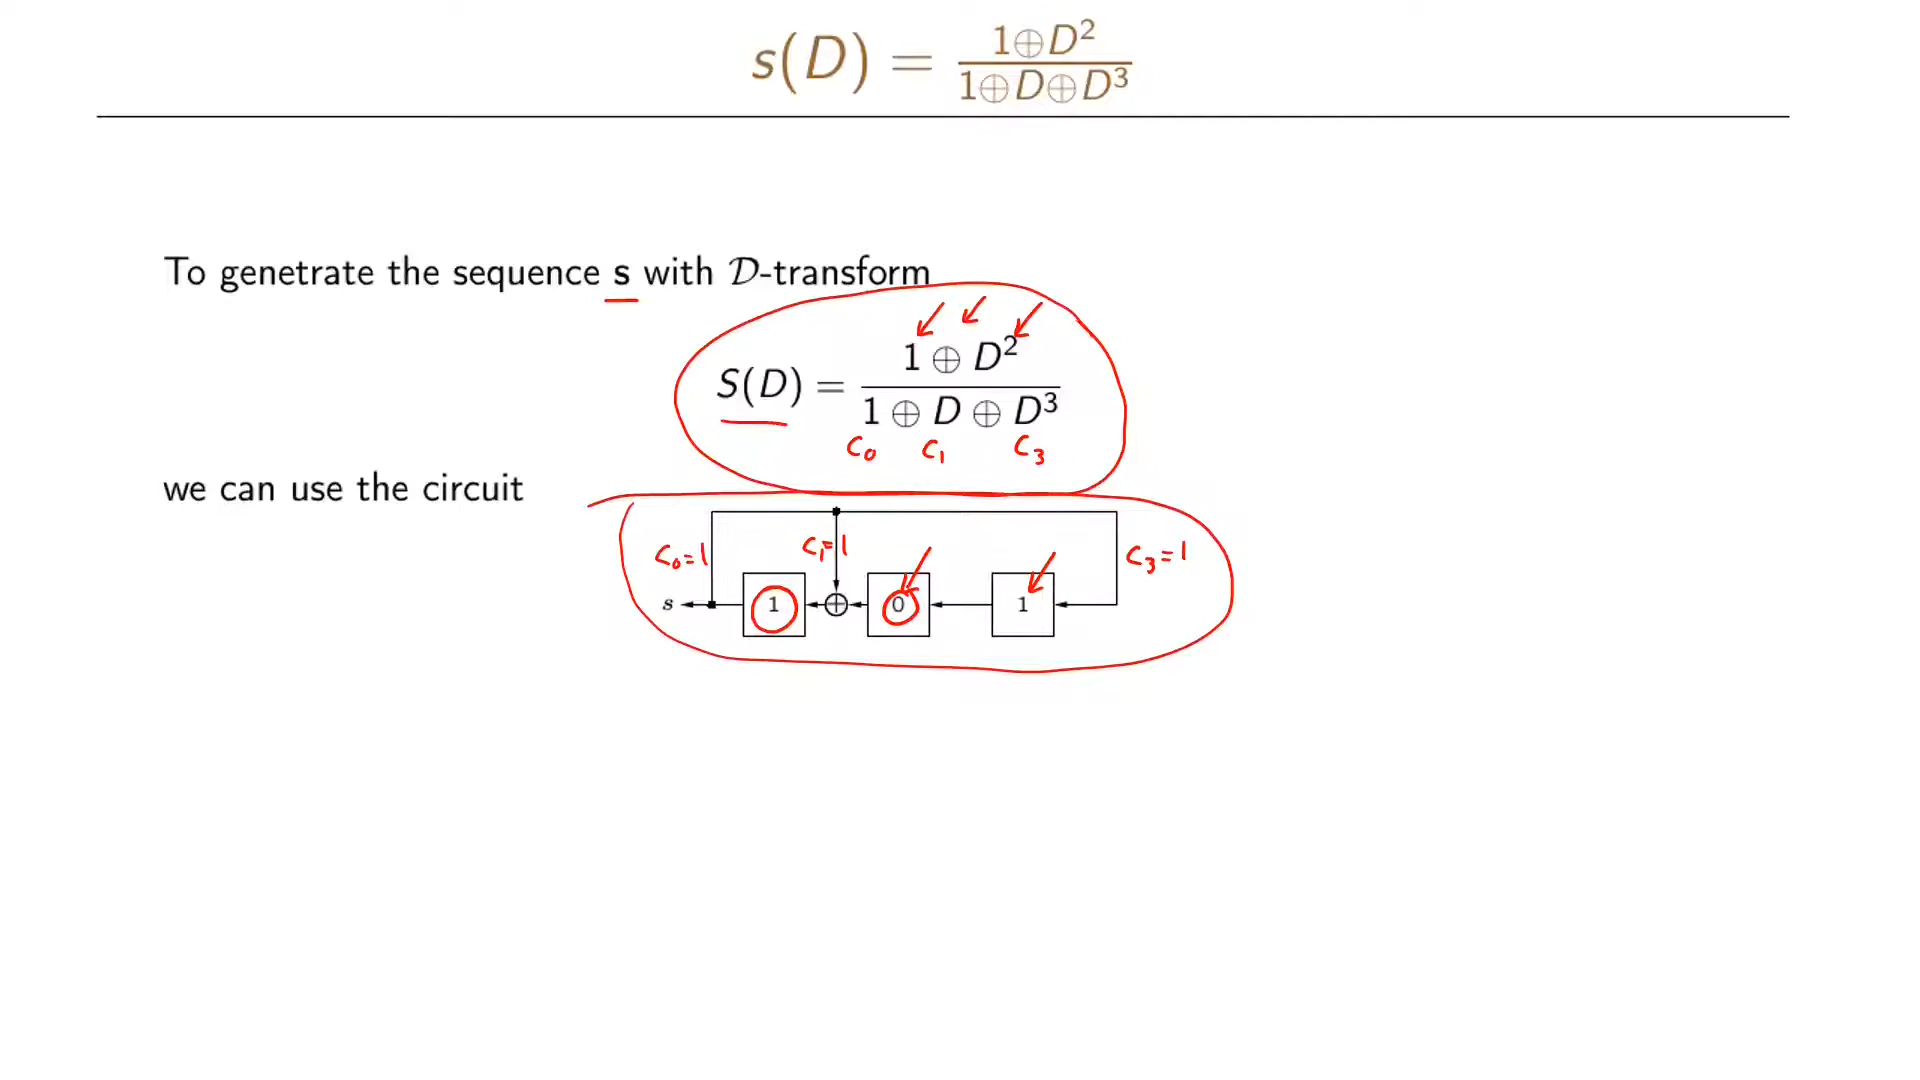 s(D) = 1⊕D² / 1⊕D⊕D³
To genetrate the sequence s with 𝒟-transform
S(D) = 1 ⊕ D² / 1 ⊕ D ⊕ D³
c₀ c₁ c₃
we can use the circuit
c₀=1 c₁=1 c₃=1
s 1 ⊕ 0 1